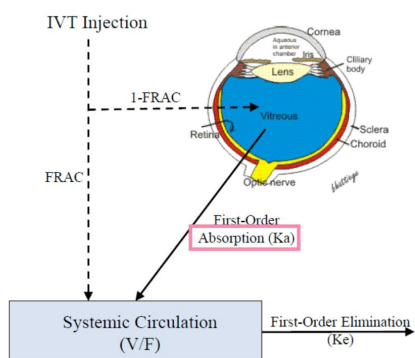 IVT Injection
Cornea
Aqueous
in anterior
chamber
Iris
Cilliary
body
Lens
1-FRAC
Vitreous
Retina
Sclera
Choroid
Optic nerve
FRAC
First-Order
Absorption (Ka)
Systemic Circulation
(V/F)
First-Order Elimination
(Ke)